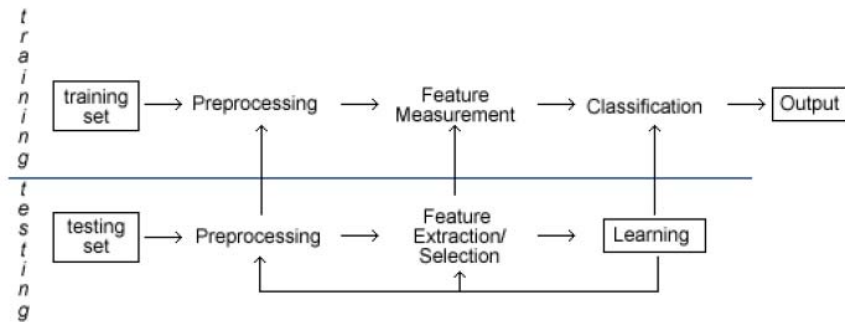 training
training
set
Preprocessing
Feature
Measurement
Classification
Output
testing
testing
set
Preprocessing
Feature
Extraction/
Selection
Learning